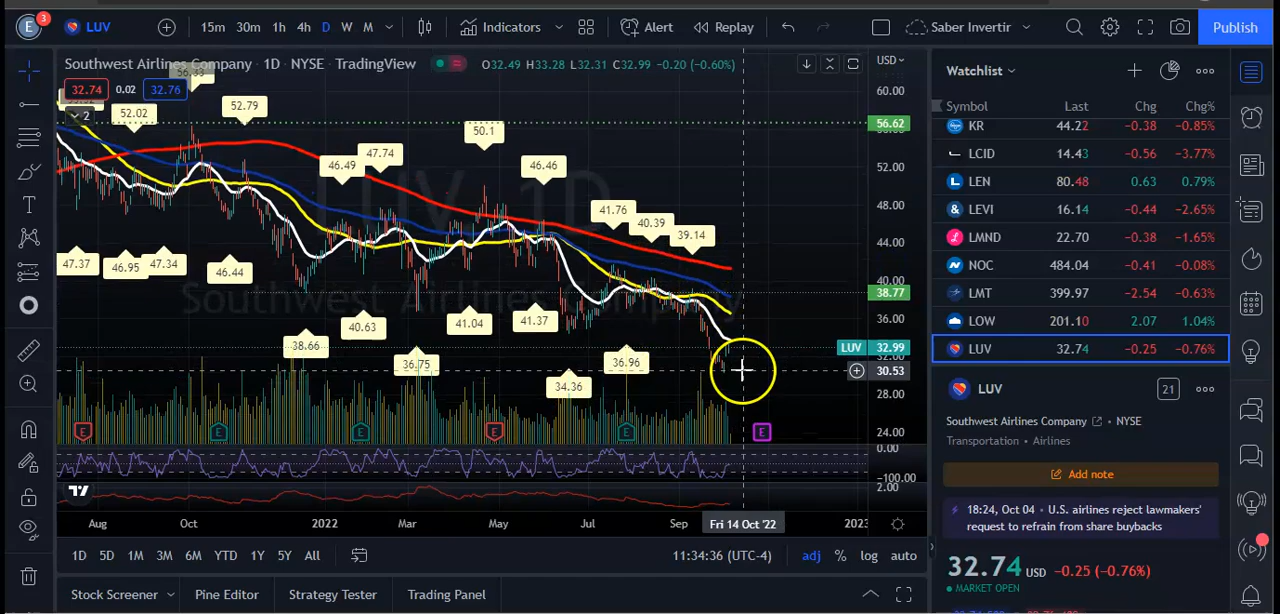 E 3 LUV 15m 30m 1h 4h D W M Indicators Alert Replay Saber Invertir Publish
Southwest Airlines Company · 1D · NYSE · TradingView O32.49 H33.28 L32.31 C32.99 -0.20 (-0.60%)
32.74 0.02 32.76
2
USD
60.00
56.62
52.00
48.00
44.00
40.00
38.77
36.00
LUV 32.99
32.00
30.53
28.00
24.00
0.00
-100.00
2.00
LUV, 1D
Southwest Airlines Company
52.02
52.79
46.49
47.74
50.1
46.46
41.76
40.39
39.14
47.37
46.95
47.34
46.44
38.66
40.63
36.75
41.04
41.37
34.36
36.96
E E E E E E
Aug Oct 2022 Mar May Jul Sep Fri 14 Oct '22 2023
1D 5D 1M 3M 6M YTD 1Y 5Y All 11:34:36 (UTC-4) adj % log auto
Stock Screener Pine Editor Strategy Tester Trading Panel
Watchlist
Symbol Last Chg Chg%
KR 44.22 -0.38 -0.85%
LCID 14.43 -0.56 -3.77%
LEN 80.48 0.63 0.79%
LEVI 16.14 -0.44 -2.65%
LMND 22.70 -0.38 -1.65%
NOC 484.04 -0.41 -0.08%
LMT 399.97 -2.54 -0.63%
LOW 201.10 2.07 1.04%
LUV 32.74 -0.25 -0.76%
LUV 21
Southwest Airlines Company · NYSE
Transportation · Airlines
Add note
18:24, Oct 04 · U.S. airlines reject lawmakers'
request to refrain from share buybacks
32.74 USD -0.25 (-0.76%)
MARKET OPEN